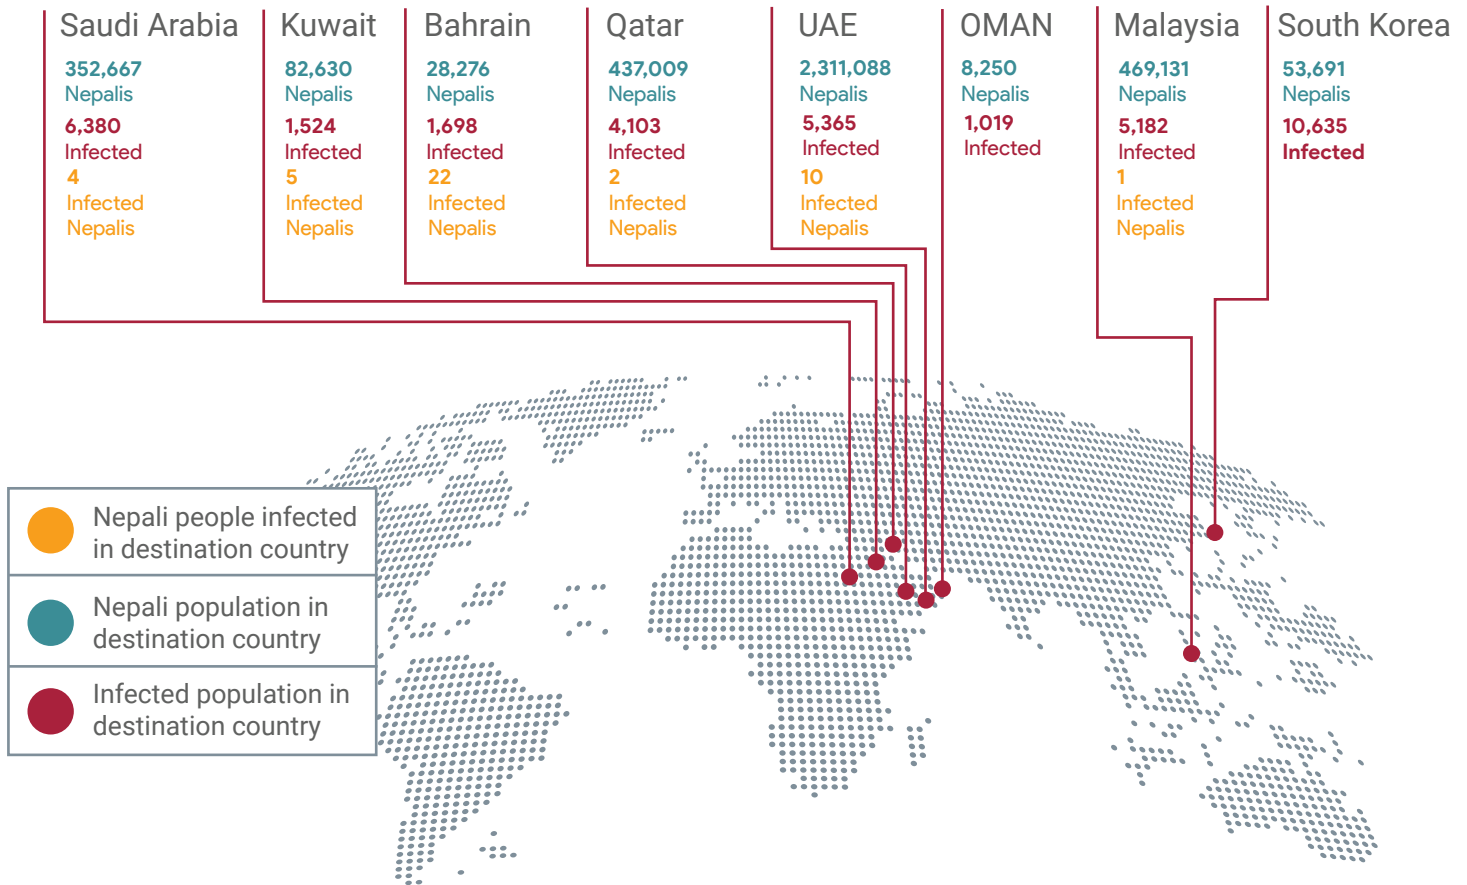 Saudi Arabia
352,667
Nepalis
6,380
Infected
4
Infected
Nepalis
Kuwait
82,630
Nepalis
1,524
Infected
5
Infected
Nepalis
Bahrain
28,276
Nepalis
1,698
Infected
22
Infected
Nepalis
Qatar
437,009
Nepalis
4,103
Infected
2
Infected
Nepalis
UAE
2,311,088
Nepalis
5,365
Infected
10
Infected
Nepalis
OMAN
8,250
Nepalis
1,019
Infected
Malaysia
469,131
Nepalis
5,182
Infected
1
Infected
Nepalis
South Korea
53,691
Nepalis
10,635
Infected
Nepali people infected
in destination country
Nepali population in
destination country
Infected population in
destination country